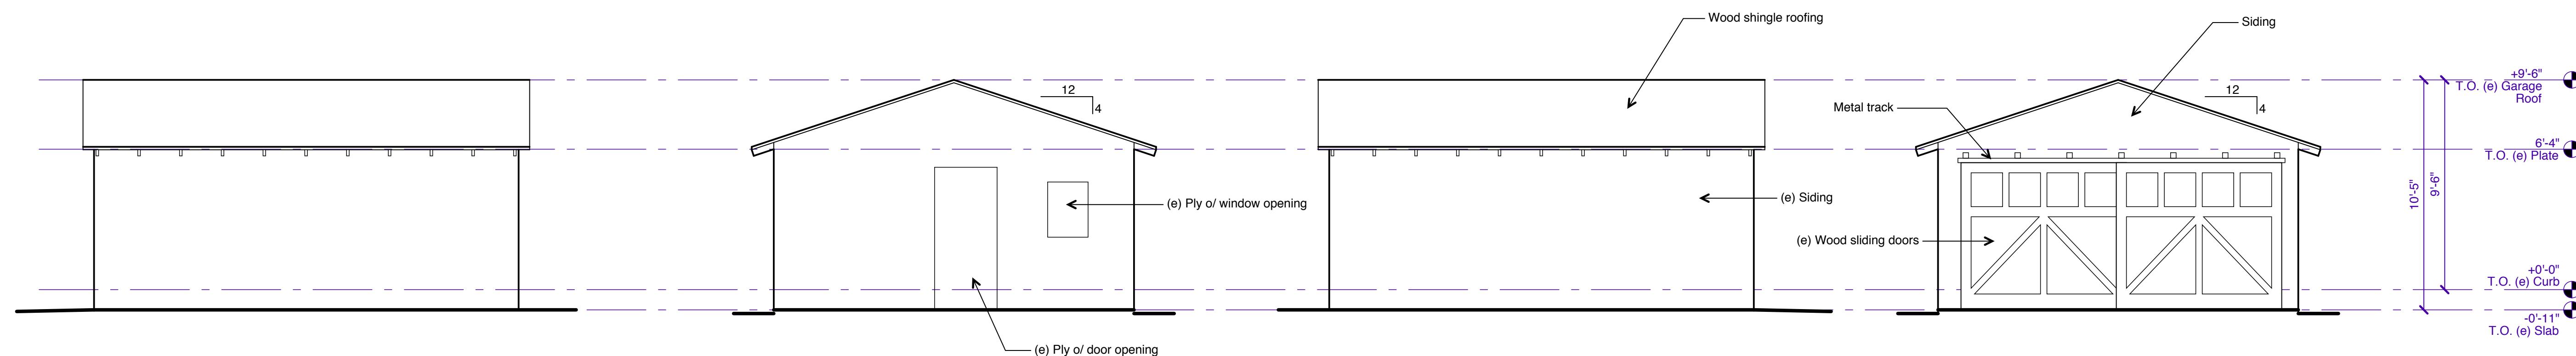 Wood shingle roofing
Siding
12
4
Metal track
12
4
(e) Ply o/ window opening
(e) Siding
(e) Wood sliding doors
(e) Ply o/ door opening
10'-5"
9'-6"
+9'-6"
T.O. (e) Garage
Roof
6'-4"
T.O. (e) Plate
+0'-0"
T.O. (e) Curb
-0'-11"
T.O. (e) Slab